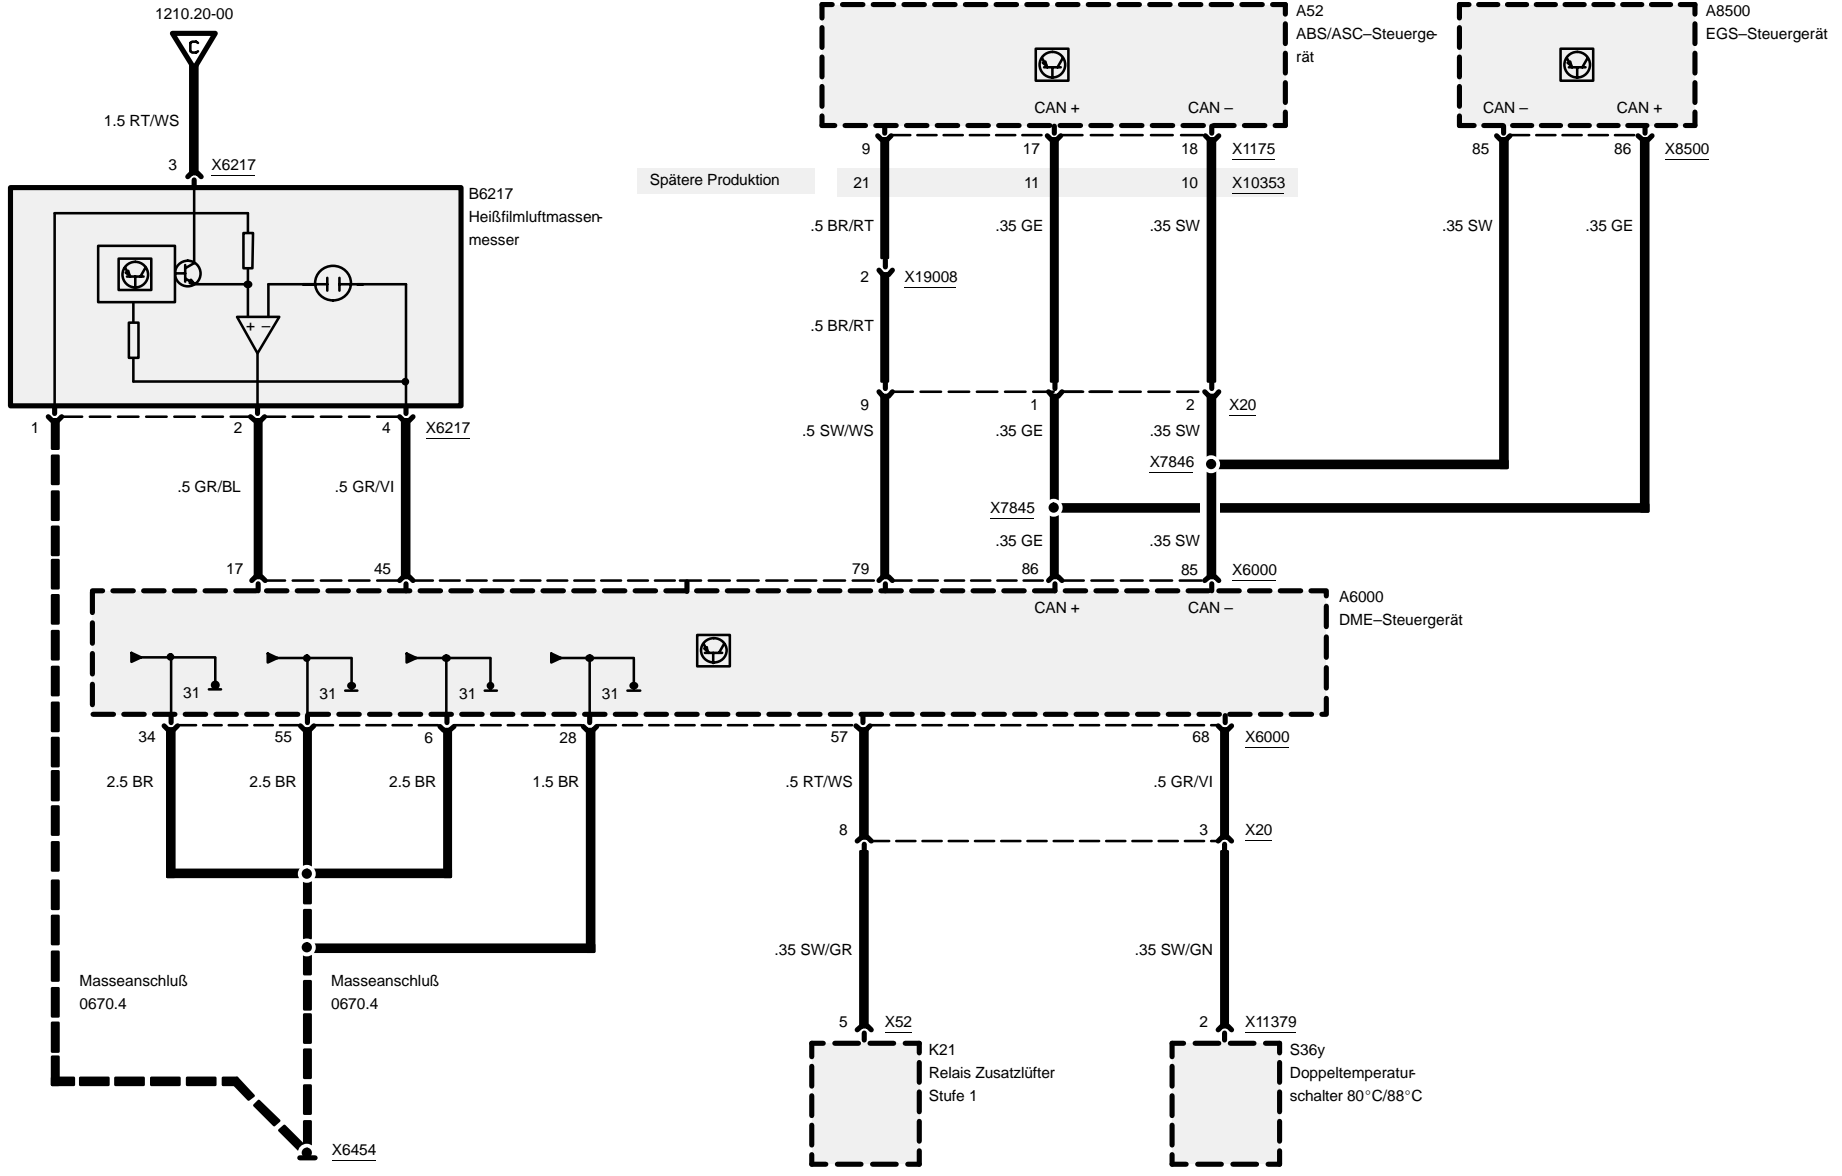 1210.20-00
C
1.5 RT/WS
3 X6217
B6217
Heißfilmluftmassen-
messer
+ –
1 2 4 X6217
.5 GR/BL .5 GR/VI
A52
ABS/ASC–Steuerge-
rät
CAN + CAN –
9 17 18 X1175
Spätere Produktion 21 11 10 X10353
.5 BR/RT .35 GE .35 SW
2 X19008
.5 BR/RT
9 1 2 X20
.5 SW/WS .35 GE .35 SW
X7846
X7845
.35 GE .35 SW
A8500
EGS–Steuergerät
CAN – CAN +
85 86 X8500
.35 SW .35 GE
17 45 79 86 85 X6000
CAN + CAN –
A6000
DME–Steuergerät
31 31 31 31
34 55 6 28 57 68 X6000
2.5 BR 2.5 BR 2.5 BR 1.5 BR .5 RT/WS .5 GR/VI
8 3 X20
.35 SW/GR .35 SW/GN
Masseanschluß
0670.4
Masseanschluß
0670.4
5 X52 2 X11379
K21
Relais Zusatzlüfter
Stufe 1
S36y
Doppeltemperatur-
schalter 80°C/88°C
X6454